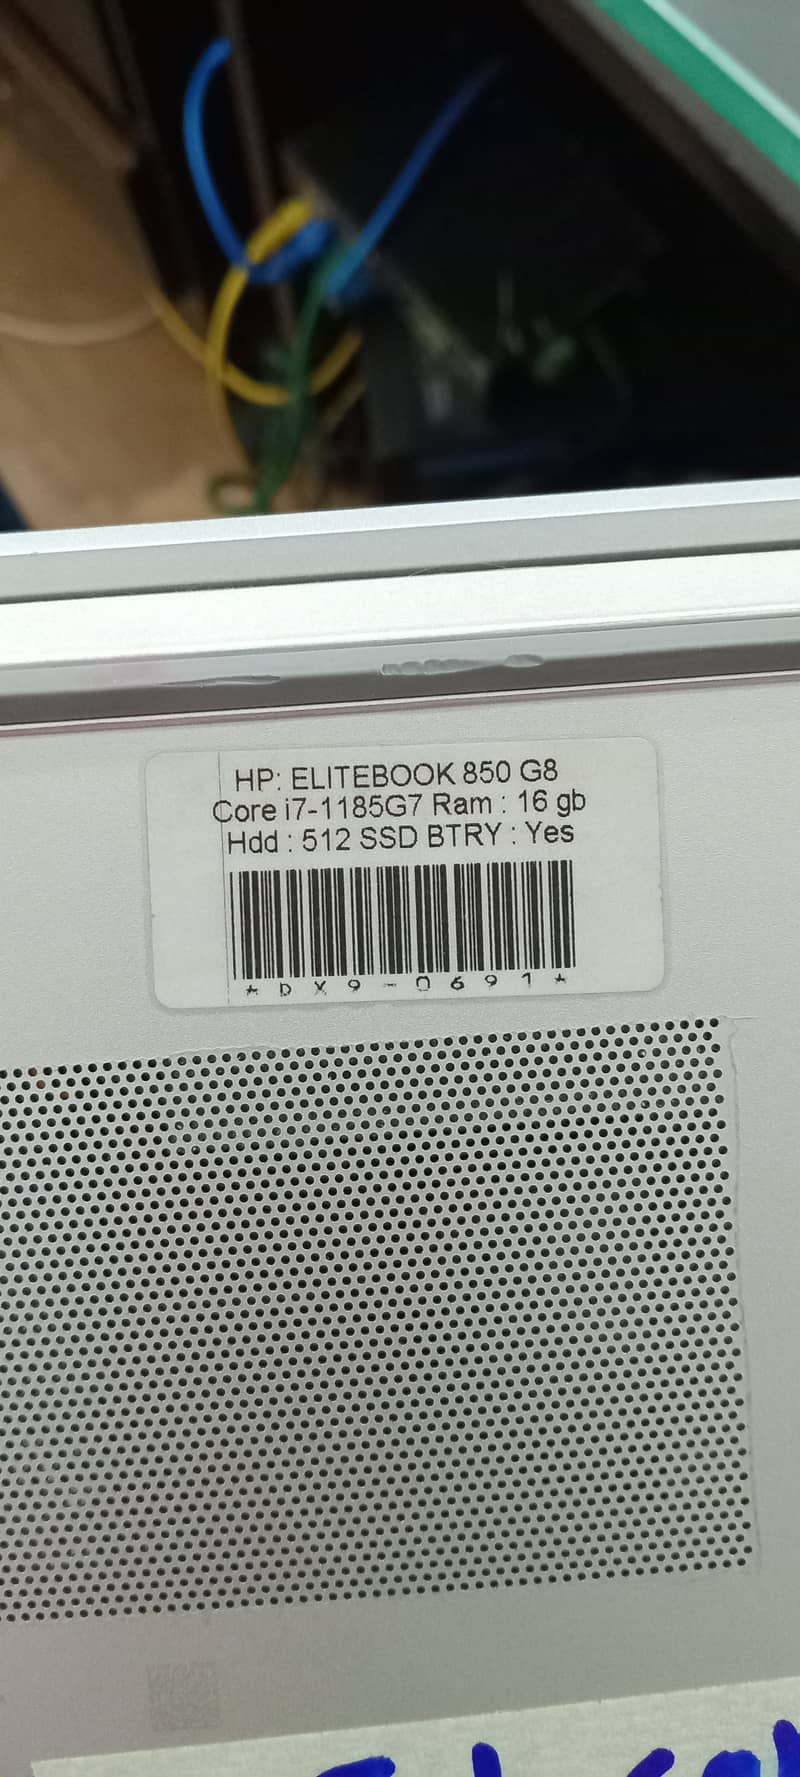 HP: ELITEBOOK 850 G8
Core i7-1185G7 Ram : 16 gb
Hdd : 512 SSD BTRY : Yes
*DX9-0691*